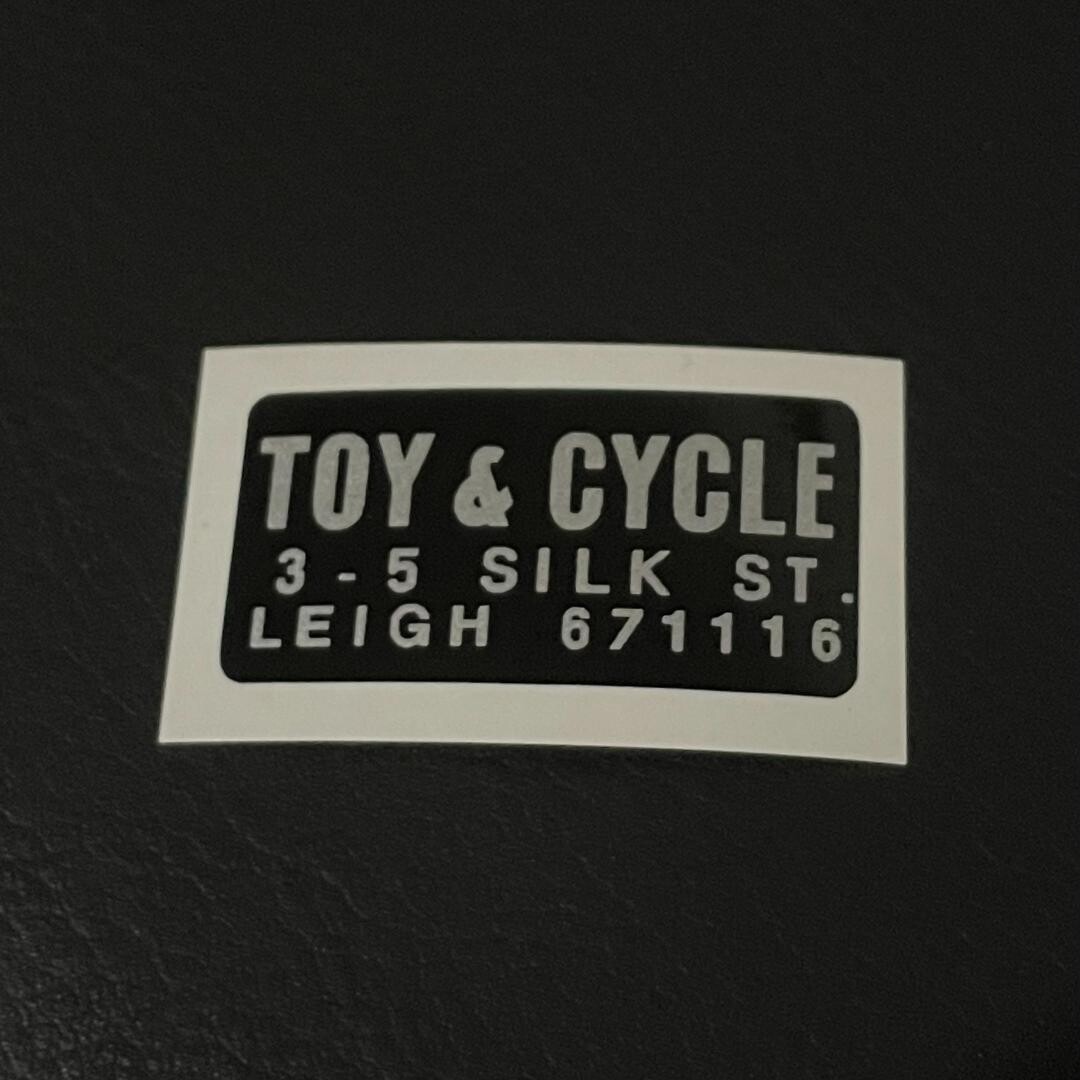 TOY & CYCLE
3-5 SILK ST.
LEIGH 671116